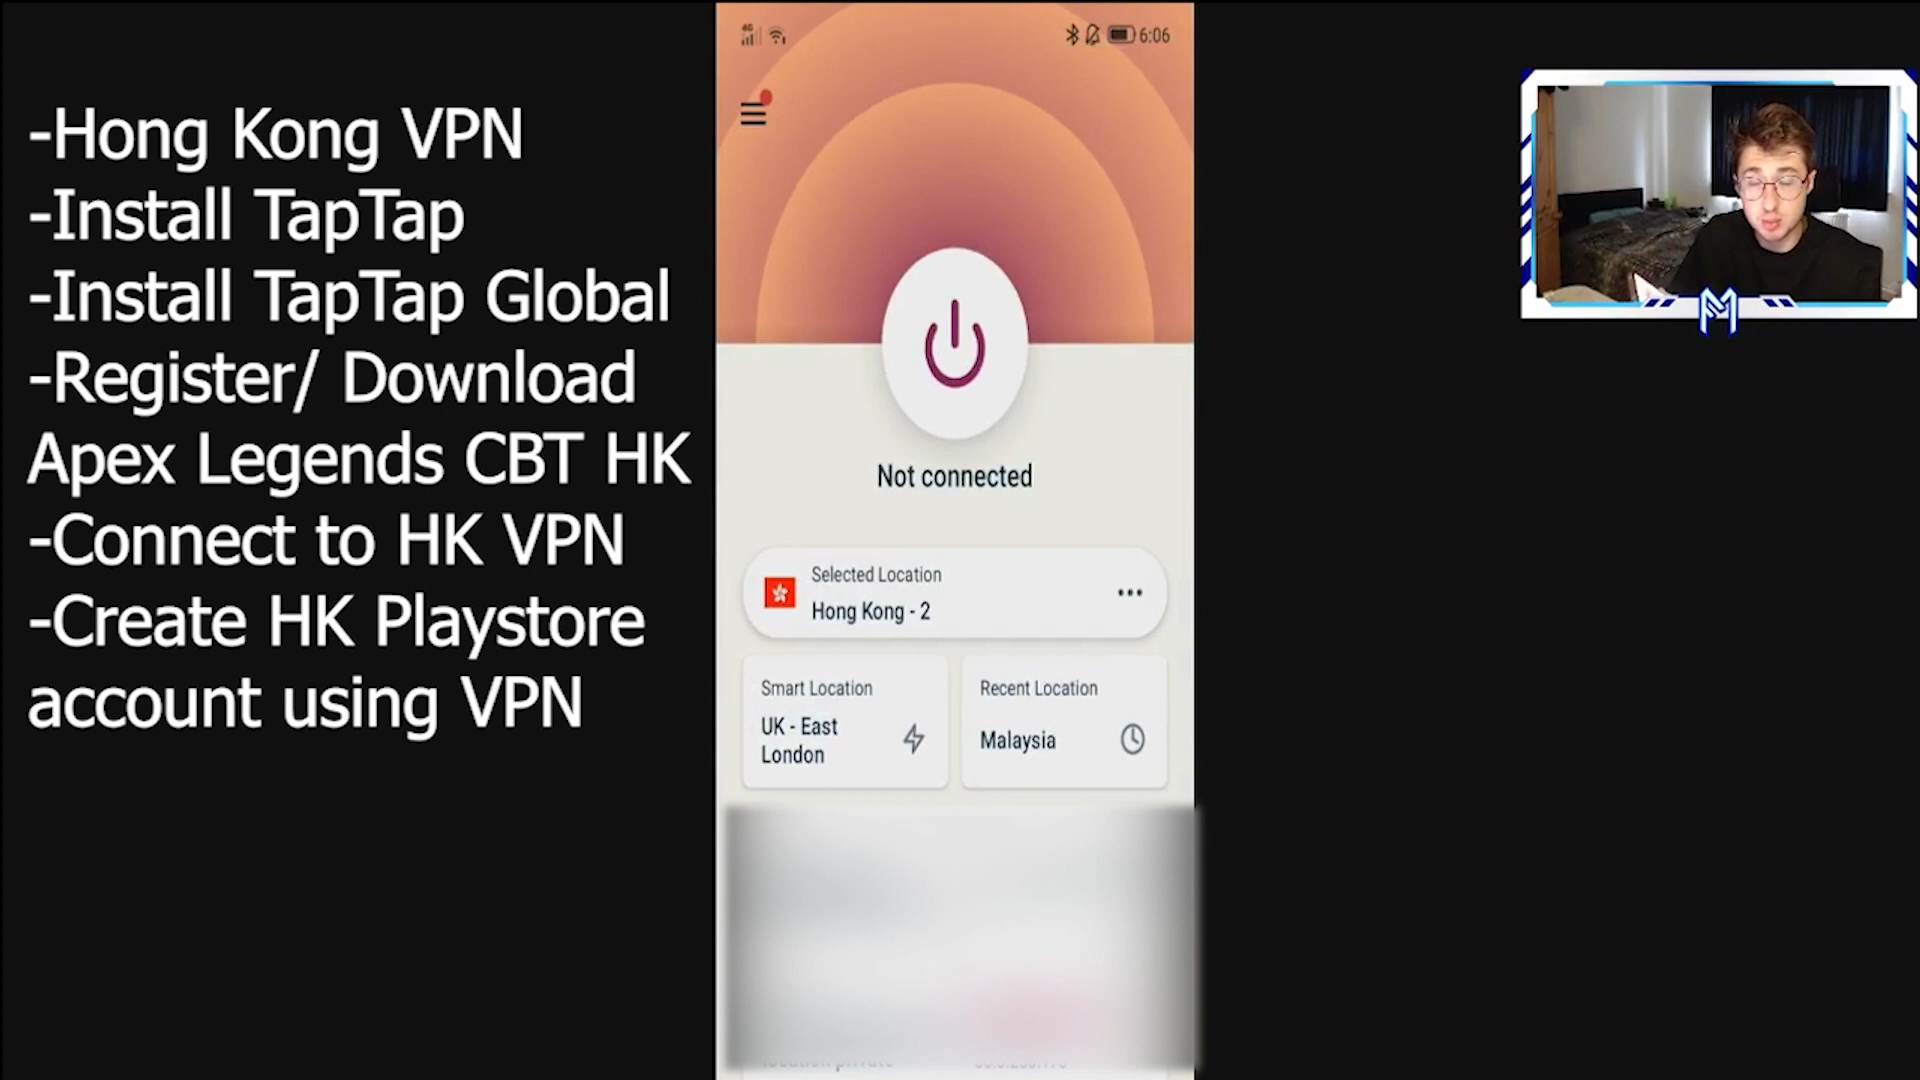 -Hong Kong VPN
-Install TapTap
-Install TapTap Global
-Register/ Download
Apex Legends CBT HK
-Connect to HK VPN
-Create HK Playstore
account using VPN
4G
6:06
Not connected
Selected Location
Hong Kong - 2
Smart Location
UK - East
London
Recent Location
Malaysia
M